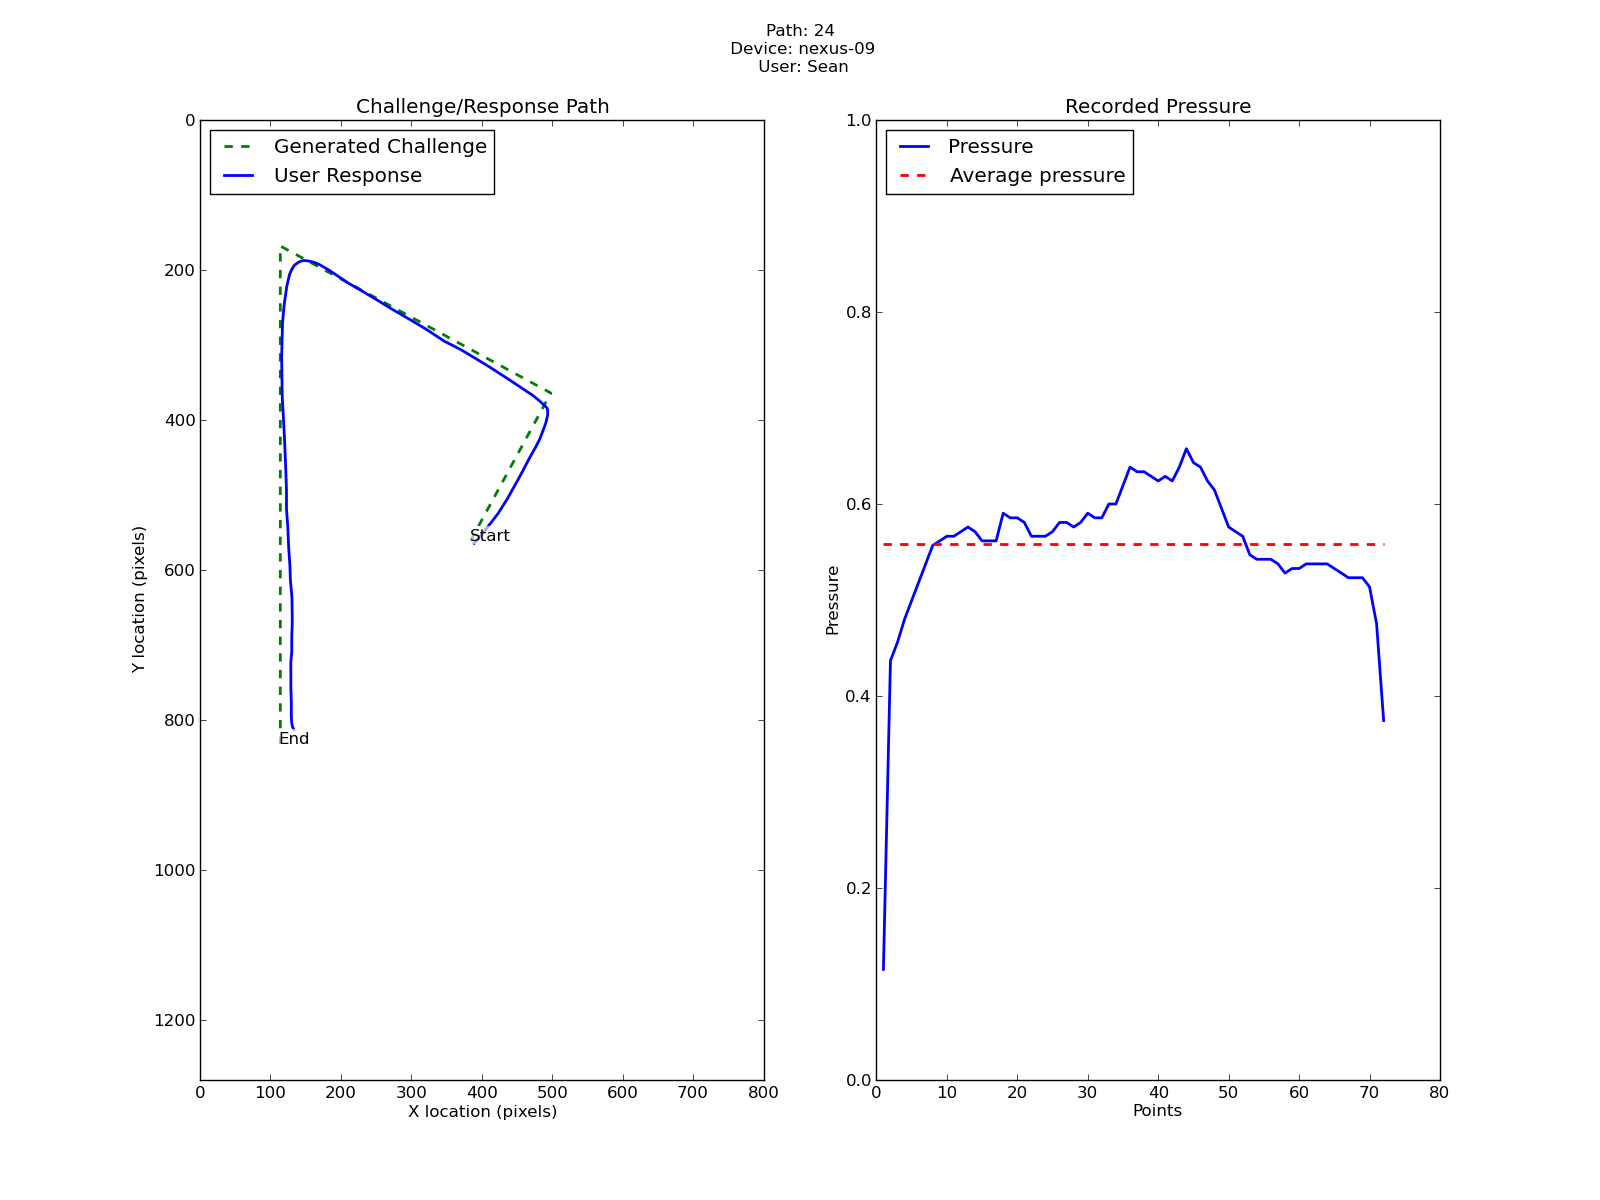 Path: 24
Device: nexus-09
User: Sean
Challenge/Response Path
Generated Challenge
User Response
0
200
400
600
800
1000
1200
Y location (pixels)
Start
End
0 100 200 300 400 500 600 700 800
X location (pixels)
Recorded Pressure
Pressure
Average pressure
1.0
0.8
0.6
0.4
0.2
0.0
Pressure
0 10 20 30 40 50 60 70 80
Points